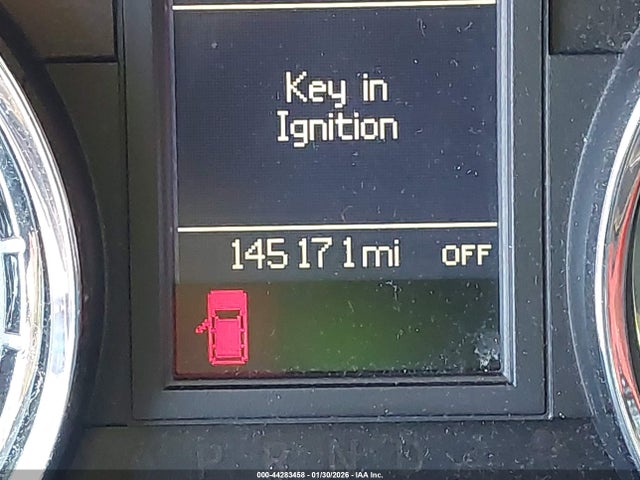 Key in
Ignition
145171mi OFF
P R N D
000-44283458 - 01/30/2026 - IAA Inc.